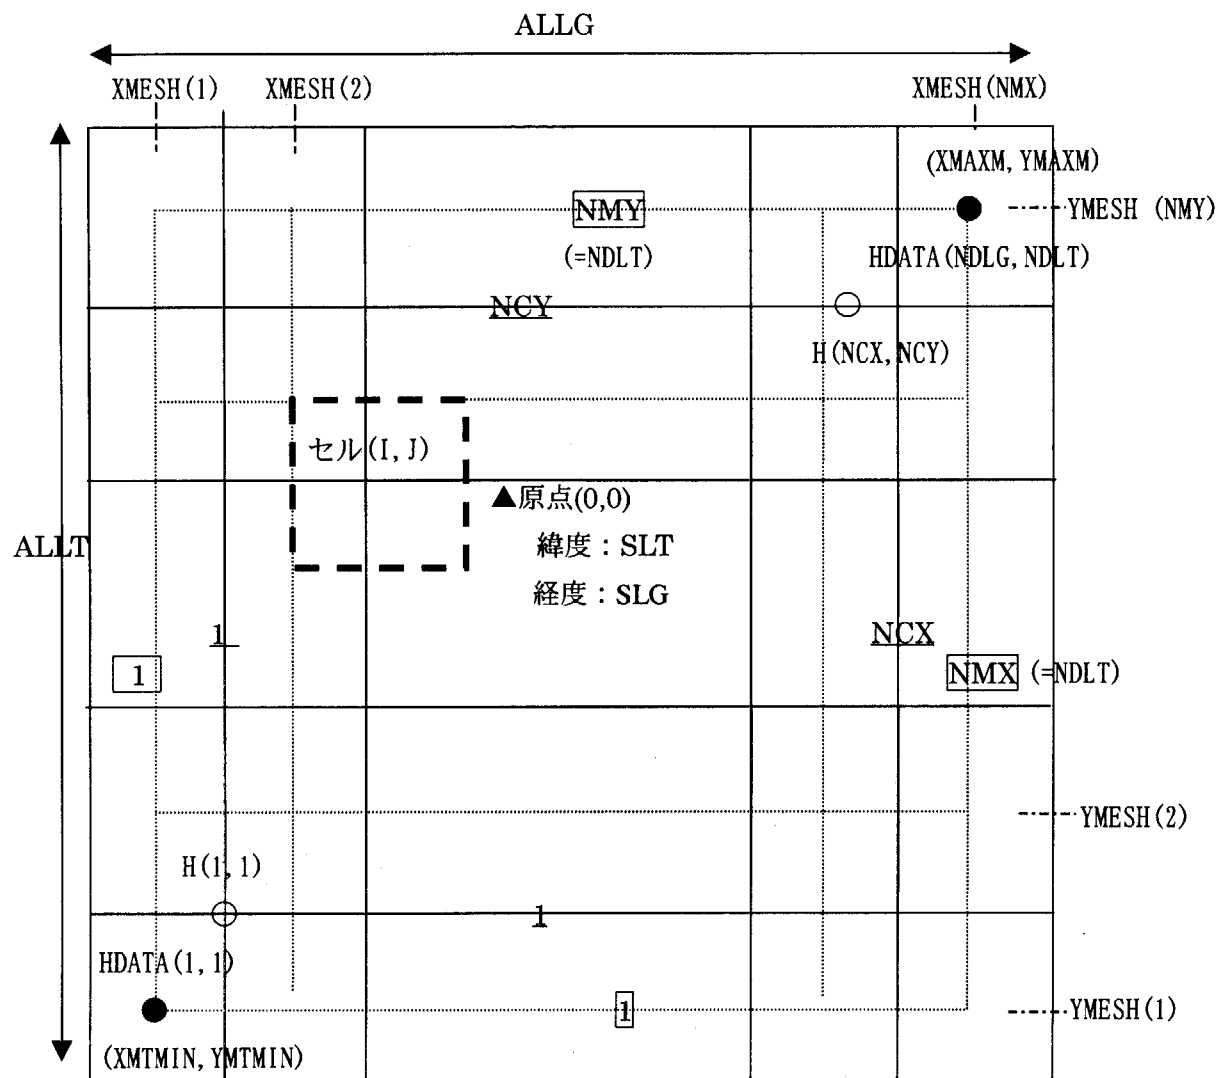 ALLG
XMESH(1) XMESH(2) XMESH(NMX)
(XMAXM, YMAXM)
NMY YMESH (NMY)
(=NDLT) HDATA(NDLG, NDLT)
NCY
H(NCX, NCY)
セル(I, J)
▲原点(0,0)
ALLT 緯度：SLT
経度：SLG
1 NCX
1 NMX (=NDLT)
YMESH(2)
H(1, 1)
1
HDATA(1, 1)
1 YMESH(1)
(XMTMIN, YMTMIN)